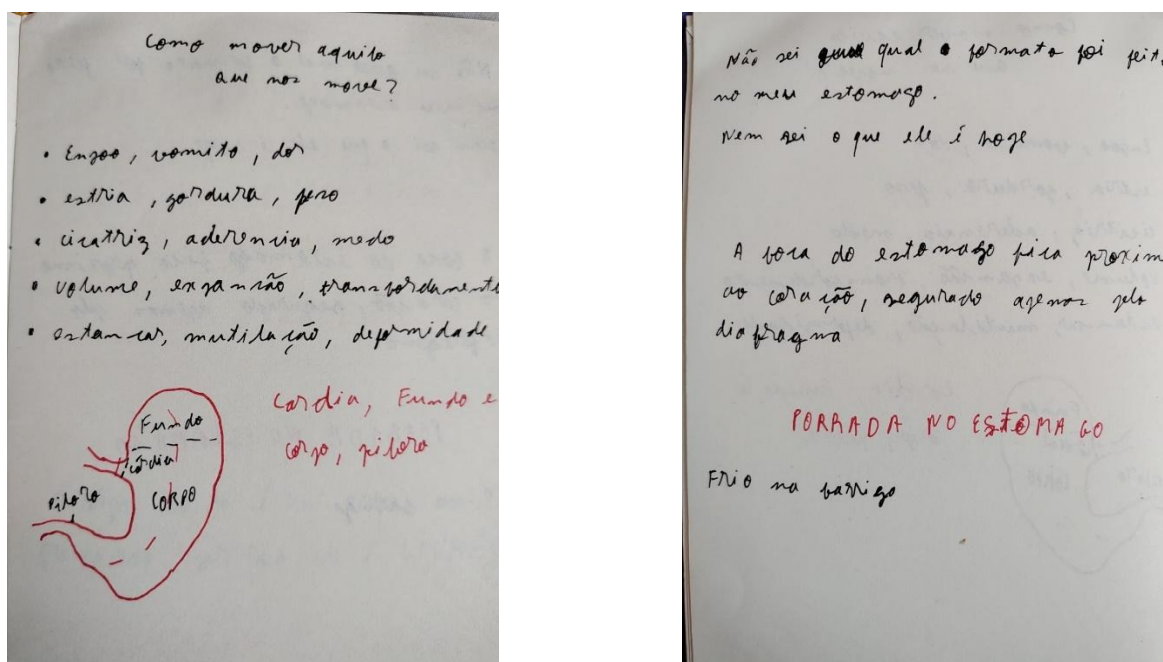 Como mover aquilo
que nos move?
• Enjoo, vomito, dor
• estria, gordura, peso
• cicatriz, aderencia, medo
• volume, expansão, transbordamento
• estancar, mutilação, deformidade
Cardia, Fundo e
corpo, piloro
Fundo
cárdia
Piloro
CORPO
Não sei qual o formato foi feit
no meu estomago.
Nem sei o que ele é hoje
A boca do estomago fica proxim
ao coração, segurado apenas pelo
diafragma
PORRADA NO ESTOMAGO
Frio na barriga